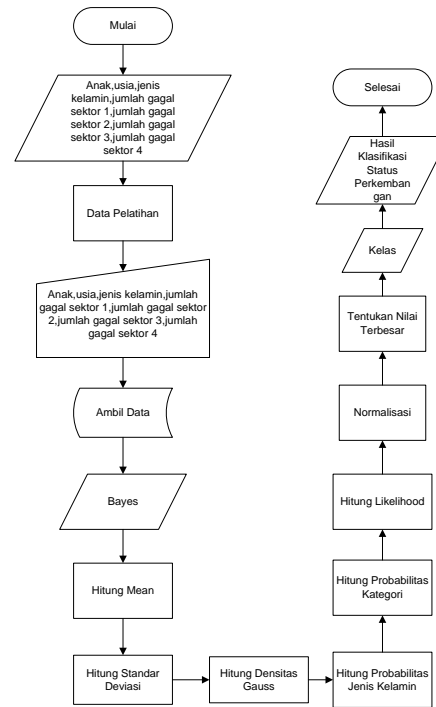 Mulai
Anak,usia,jenis
kelamin,jumlah gagal
sektor 1,jumlah gagal
sektor 2,jumlah gagal
sektor 3,jumlah gagal
sektor 4
Data Pelatihan
Anak,usia,jenis kelamin,jumlah
gagal sektor 1,jumlah gagal sektor
2,jumlah gagal sektor 3,jumlah
gagal sektor 4
Ambil Data
Bayes
Hitung Mean
Hitung Standar
Deviasi
Hitung Densitas
Gauss
Hitung Probabilitas
Jenis Kelamin
Hitung Probabilitas
Kategori
Hitung Likelihood
Normalisasi
Tentukan Nilai
Terbesar
Kelas
Hasil
Klasifikasi
Status
Perkemban
gan
Selesai